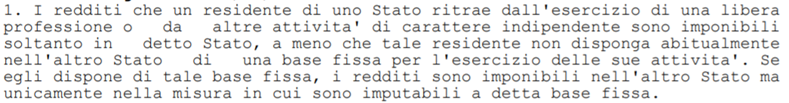 1. I redditi che un residente di uno Stato ritrae dall'esercizio di una libera
professione o da altre attivita' di carattere indipendente sono imponibili
soltanto in detto Stato, a meno che tale residente non disponga abitualmente
nell'altro Stato di una base fissa per l'esercizio delle sue attivita'. Se
egli dispone di tale base fissa, i redditi sono imponibili nell'altro Stato ma
unicamente nella misura in cui sono imputabili a detta base fissa.